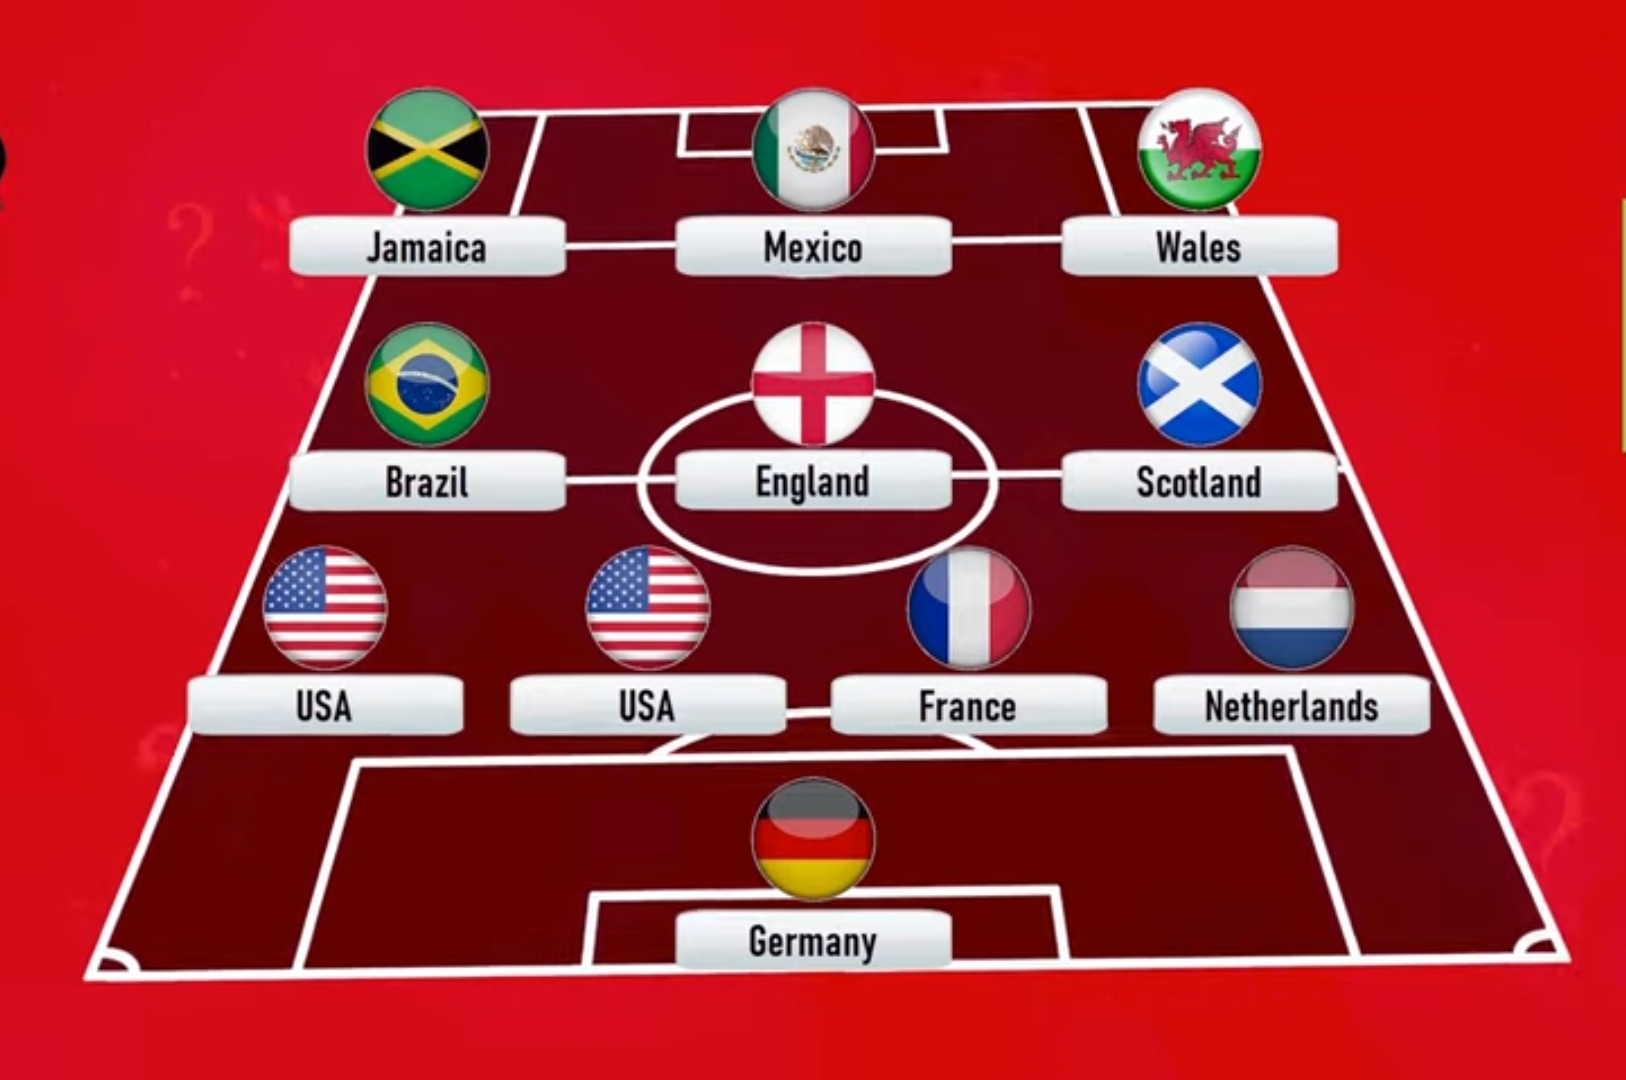 Jamaica
Mexico
Wales
Brazil
England
Scotland
USA
USA
France
Netherlands
Germany